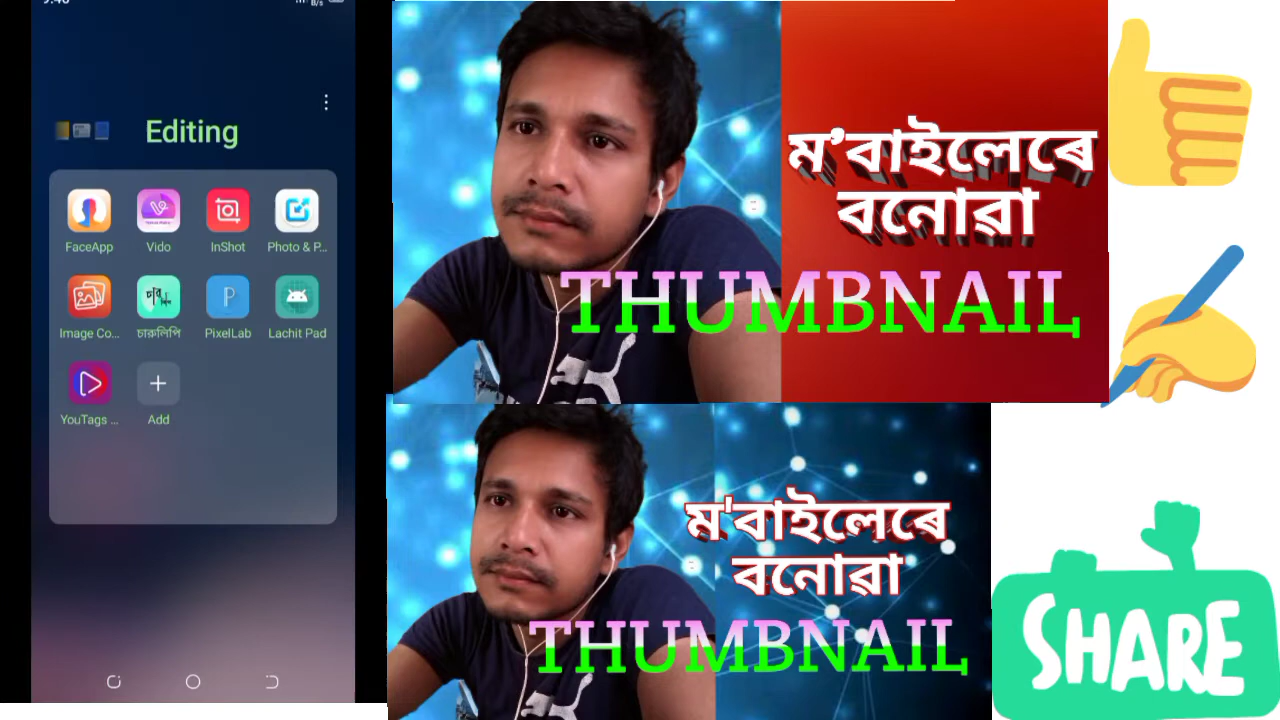 Editing
FaceApp
Vido
InShot
Photo & P...
Image Co...
চাৰুলিপি
PixelLab
Lachit Pad
YouTags ...
Add
ম’বাইলেৰে
বনোৱা
THUMBNAIL
ম'বাইলেৰে
বনোৱা
THUMBNAIL
SHARE